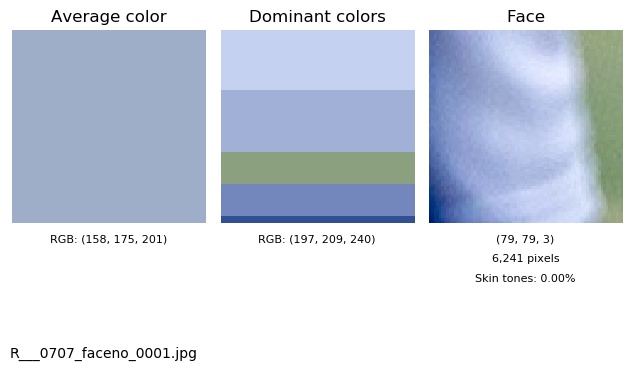 Average color
Dominant colors
Face
RGB: (158, 175, 201)
RGB: (197, 209, 240)
(79, 79, 3)
6,241 pixels
Skin tones: 0.00%
R___0707_faceno_0001.jpg